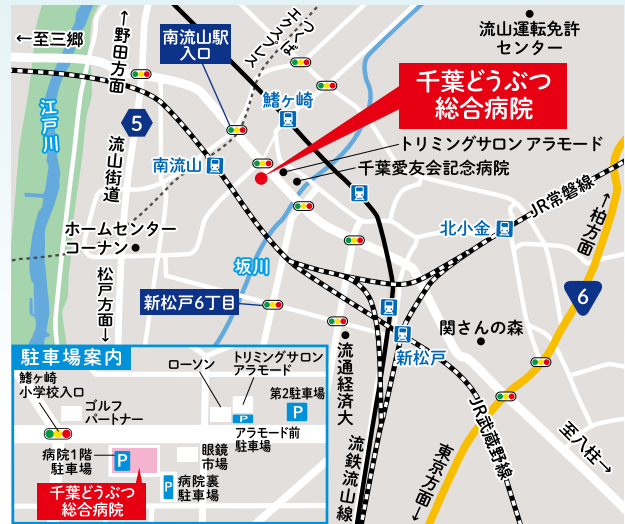 ←至三郷
←野田方面
南流山駅
入口
つくば
エクスプレス
流山運転免許
センター
千葉どうぶつ
総合病院
鰭ヶ崎
江戸川
5
流山街道
南流山
トリミングサロン アラモード
千葉愛友会記念病院
JR常磐線
北小金
柏方面→
ホームセンター
コーナン
坂川
松戸方面→
新松戸6丁目
6
関さんの森
新松戸
流通経済大
流鉄流山線
JR武蔵野線
至八柱→
東京方面→
駐車場案内
鰭ヶ崎
小学校入口
ゴルフ
パートナー
ローソン
トリミングサロン
アラモード
第2駐車場
P
P
アラモード前
駐車場
病院1階
駐車場
P
眼鏡
市場
P
病院裏
駐車場
千葉どうぶつ
総合病院